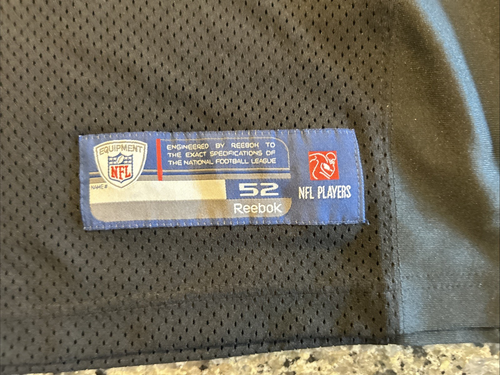 EQUIPMENT
NFL
ENGINEERED BY REEBOK TO
THE EXACT SPECIFICATIONS OF
THE NATIONAL FOOTBALL LEAGUE
NAME/#
52
Reebok
NFL PLAYERS